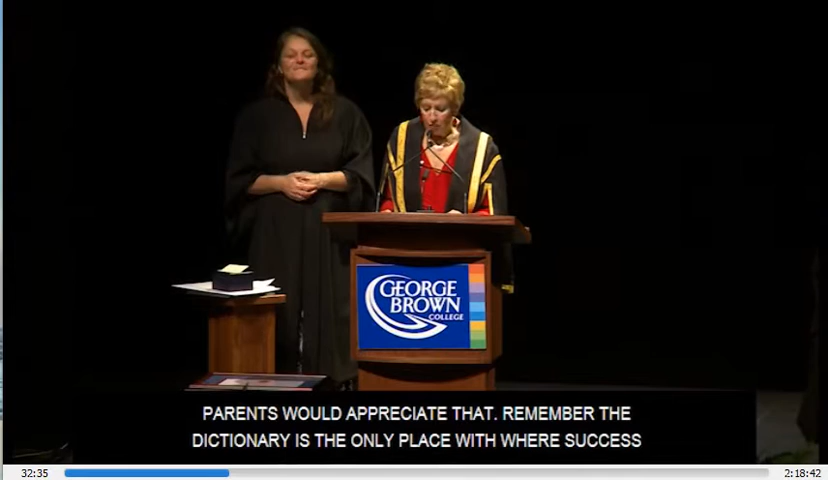 GEORGE
BROWN
COLLEGE
PARENTS WOULD APPRECIATE THAT. REMEMBER THE
DICTIONARY IS THE ONLY PLACE WITH WHERE SUCCESS
32:35
2:18:42